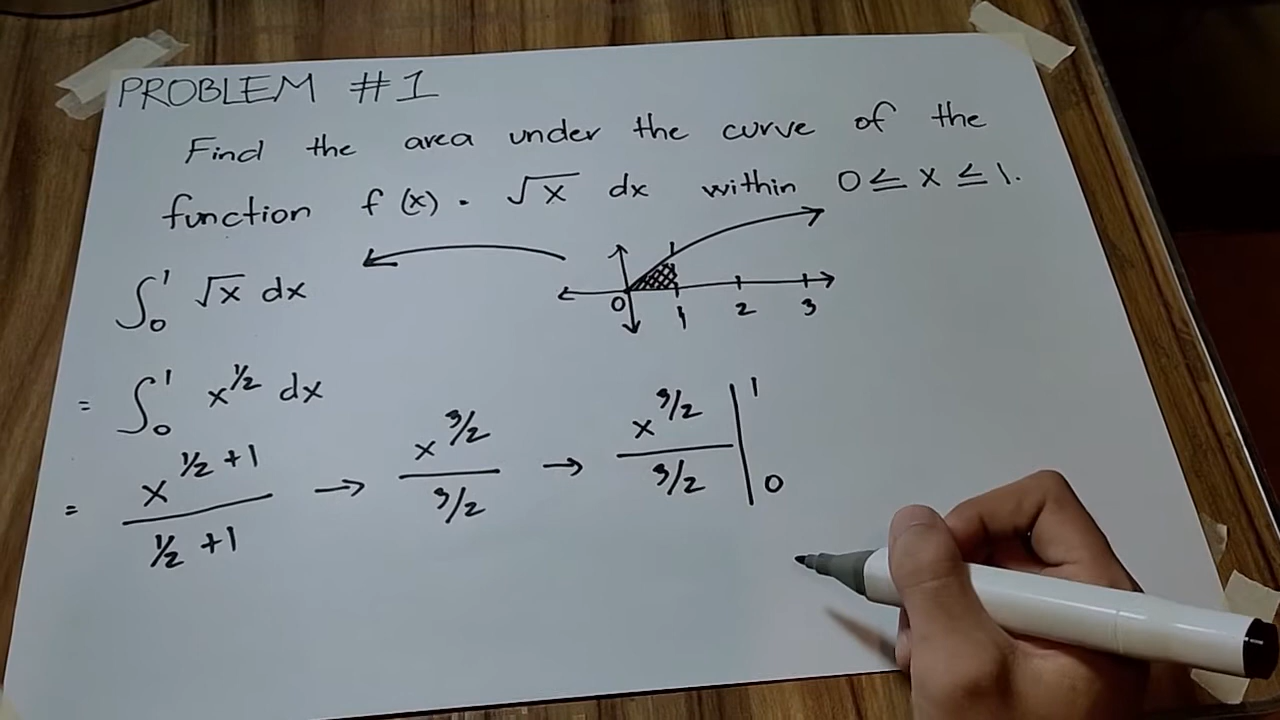 PROBLEM #1
Find the area under the curve of the
function f(x) = √x dx within 0 ≤ x ≤ 1.
∫₀¹ √x dx
1
0 1 2 3
= ∫₀¹ x^½ dx
= x^(½ +1) / (½ +1) → x^(3/2) / (3/2) → x^(3/2) / (3/2) |₀¹